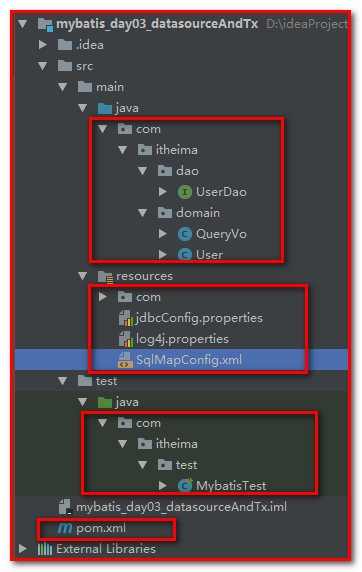 mybatis_day03_datasourceAndTx D:\ideaProject
.idea
src
main
java
com
itheima
dao
UserDao
domain
QueryVo
User
resources
com
jdbcConfig.properties
log4j.properties
SqlMapConfig.xml
test
java
com
itheima
test
MybatisTest
mybatis_day03_datasourceAndTx.iml
pom.xml
External Libraries